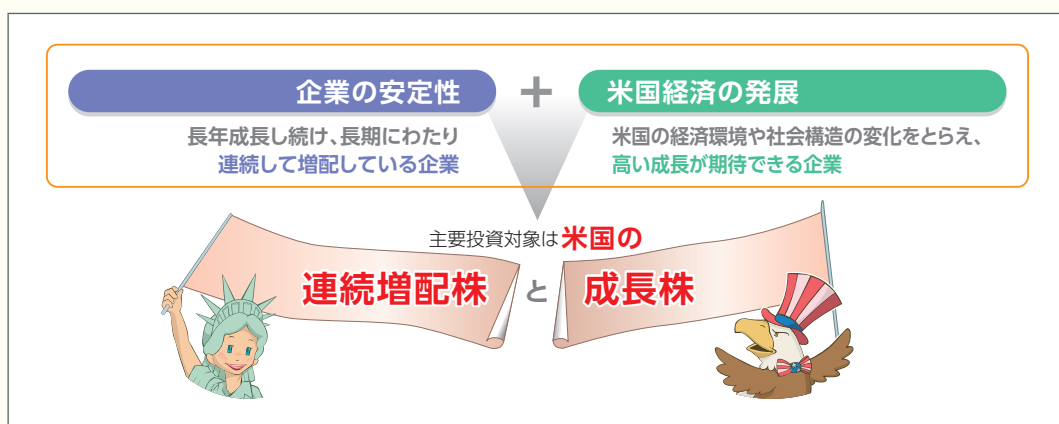 企業の安定性
+
米国経済の発展
長年成長し続け、長期にわたり
連続して増配している企業
米国の経済環境や社会構造の変化をとらえ、
高い成長が期待できる企業
主要投資対象は米国の
連続増配株 と 成長株